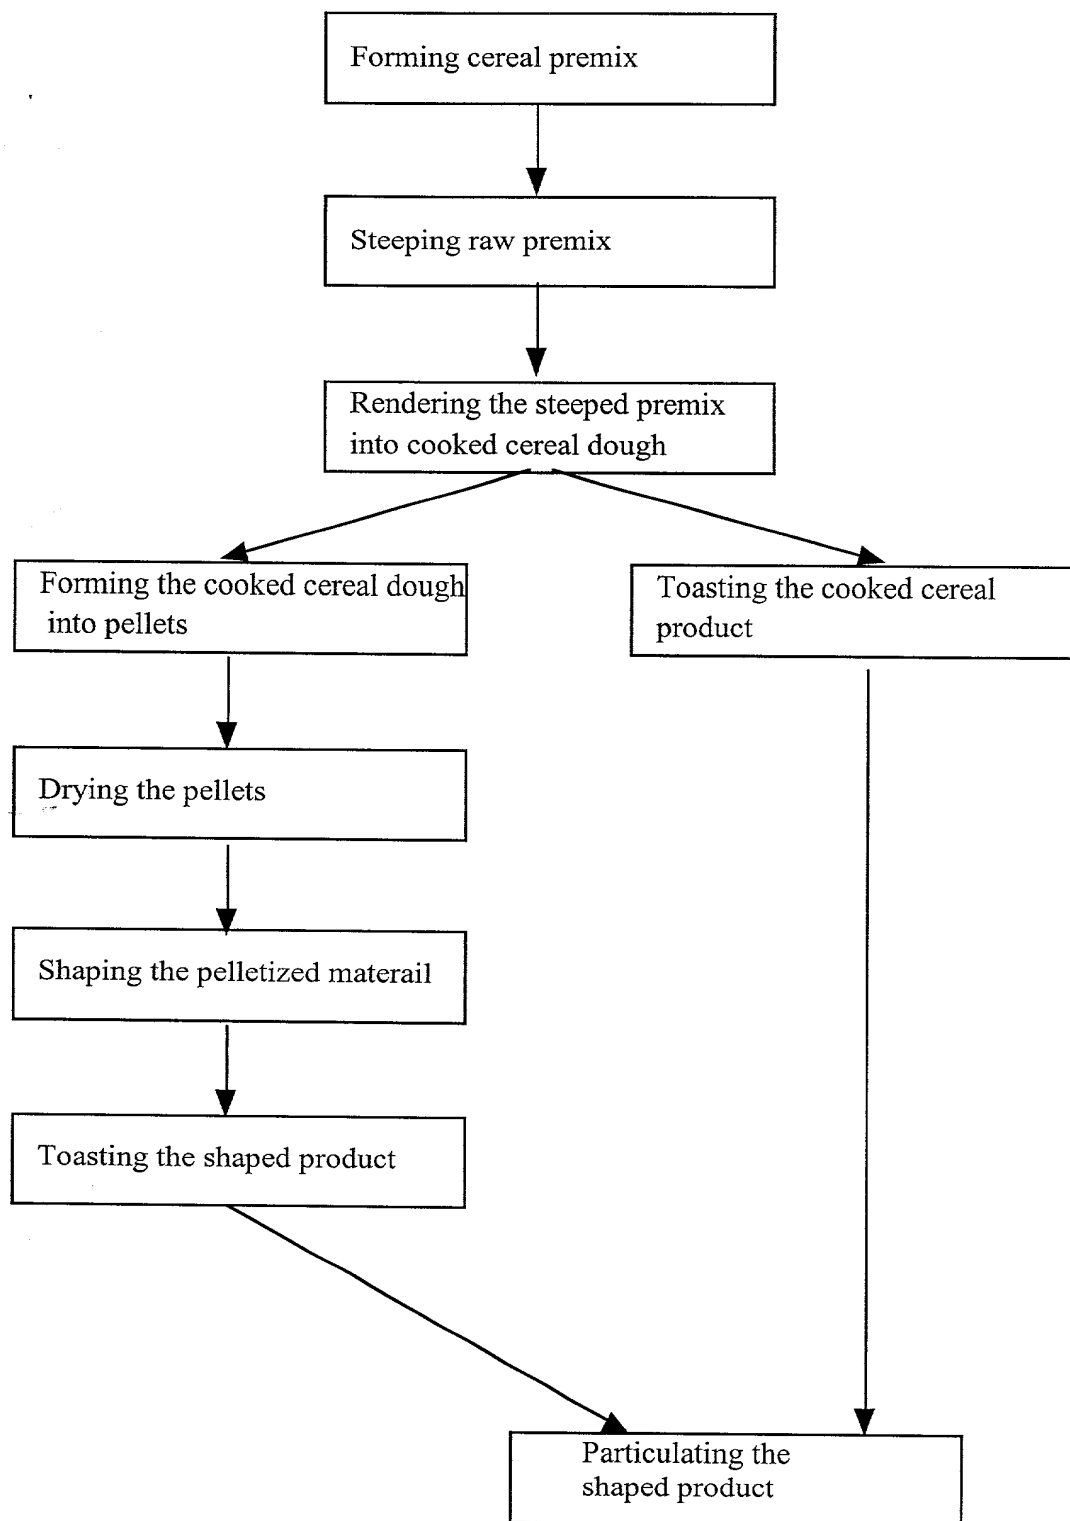 Forming cereal premix
Steeping raw premix
Rendering the steeped premix
into cooked cereal dough
Forming the cooked cereal dough
into pellets
Toasting the cooked cereal
product
Drying the pellets
Shaping the pelletized materail
Toasting the shaped product
Particulating the
shaped product